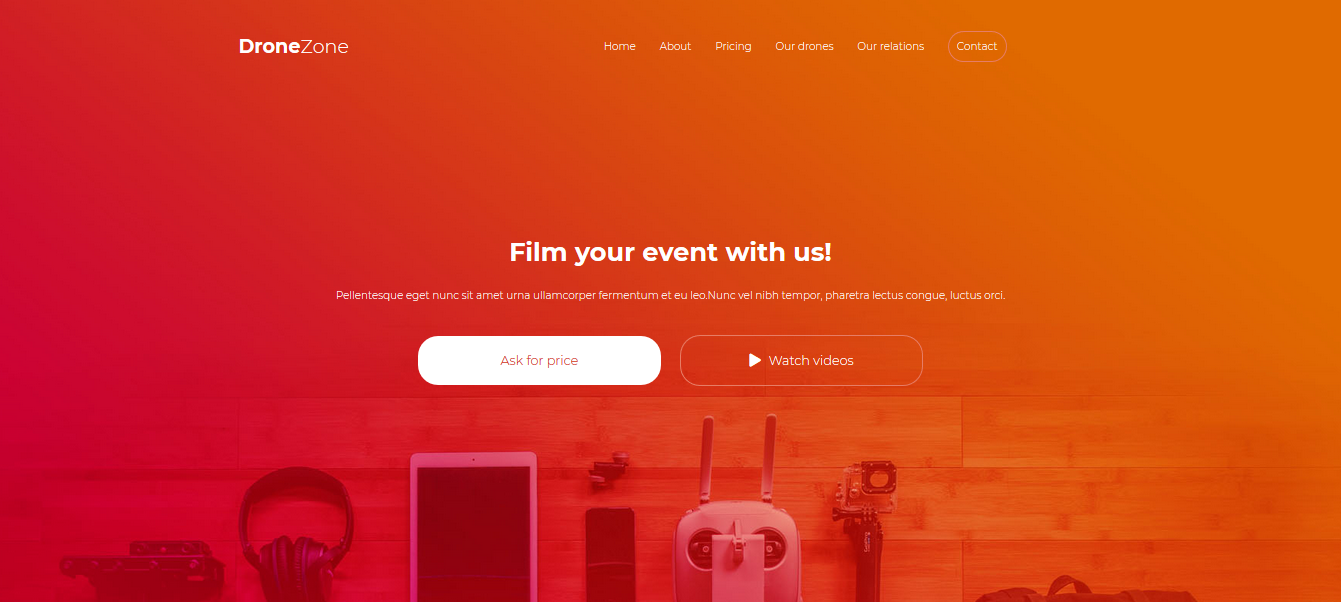 DroneZone
Home About Pricing Our drones Our relations Contact
Film your event with us!
Pellentesque eget nunc sit amet urna ullamcorper fermentum et eu leo.Nunc vel nibh tempor, pharetra lectus congue, luctus orci.
Ask for price
Watch videos